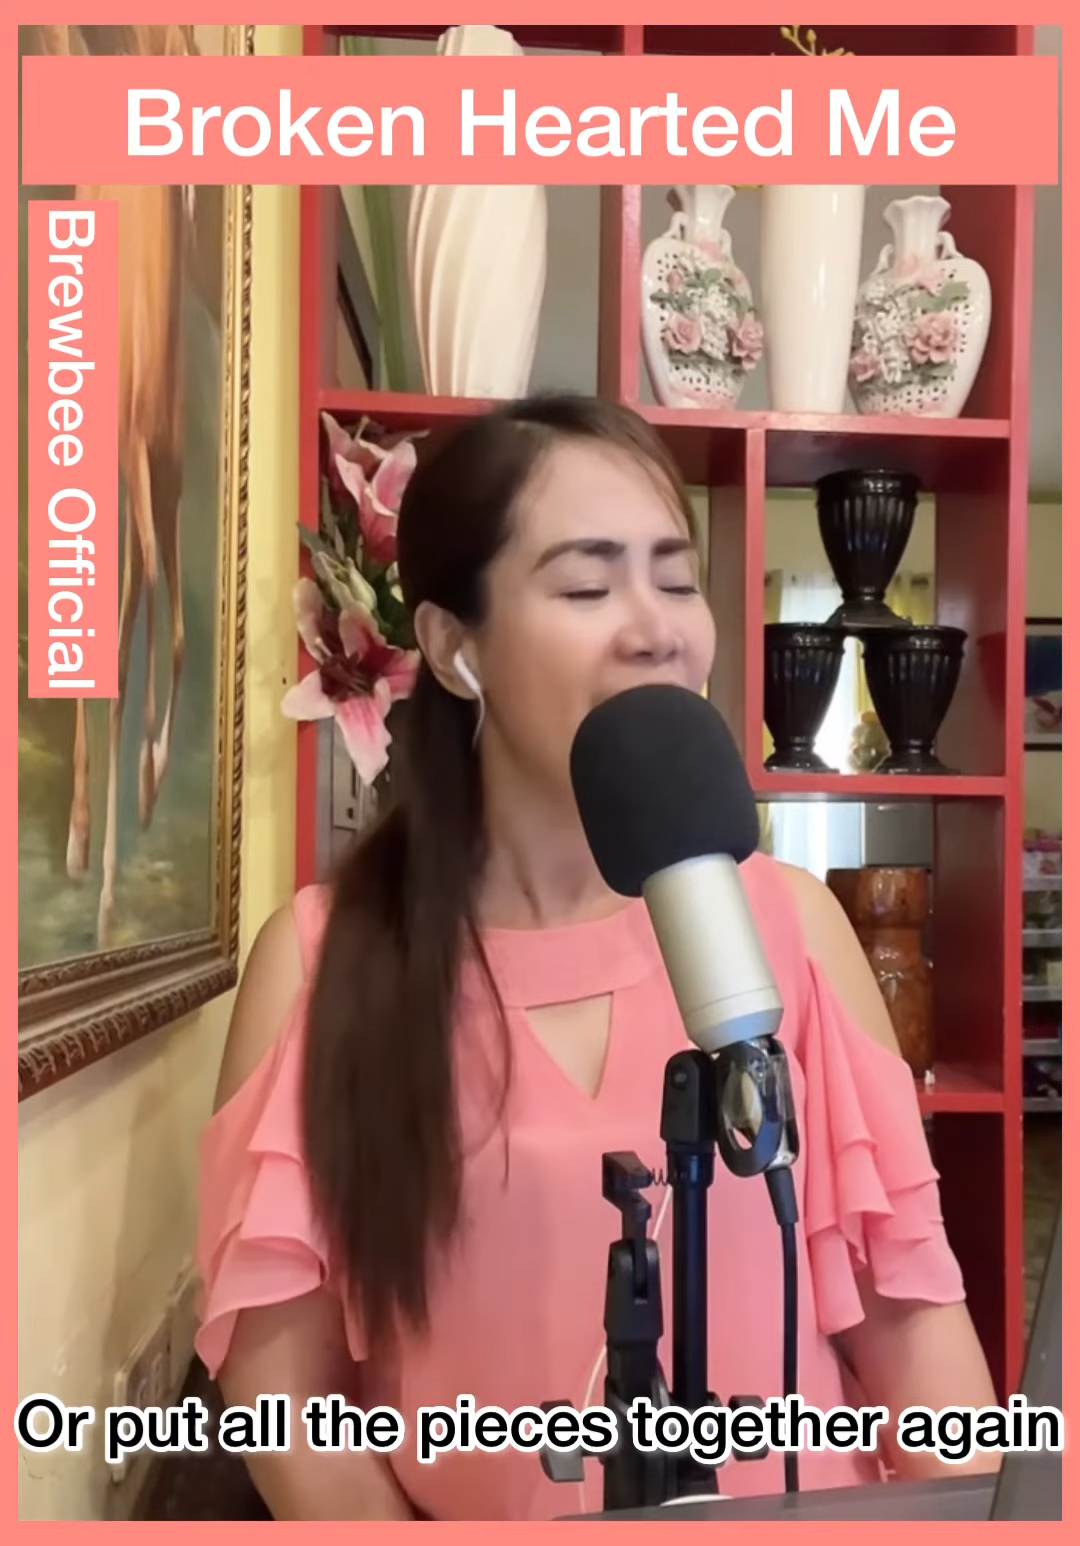 Broken Hearted Me
Brewbee Official
Or put all the pieces together again